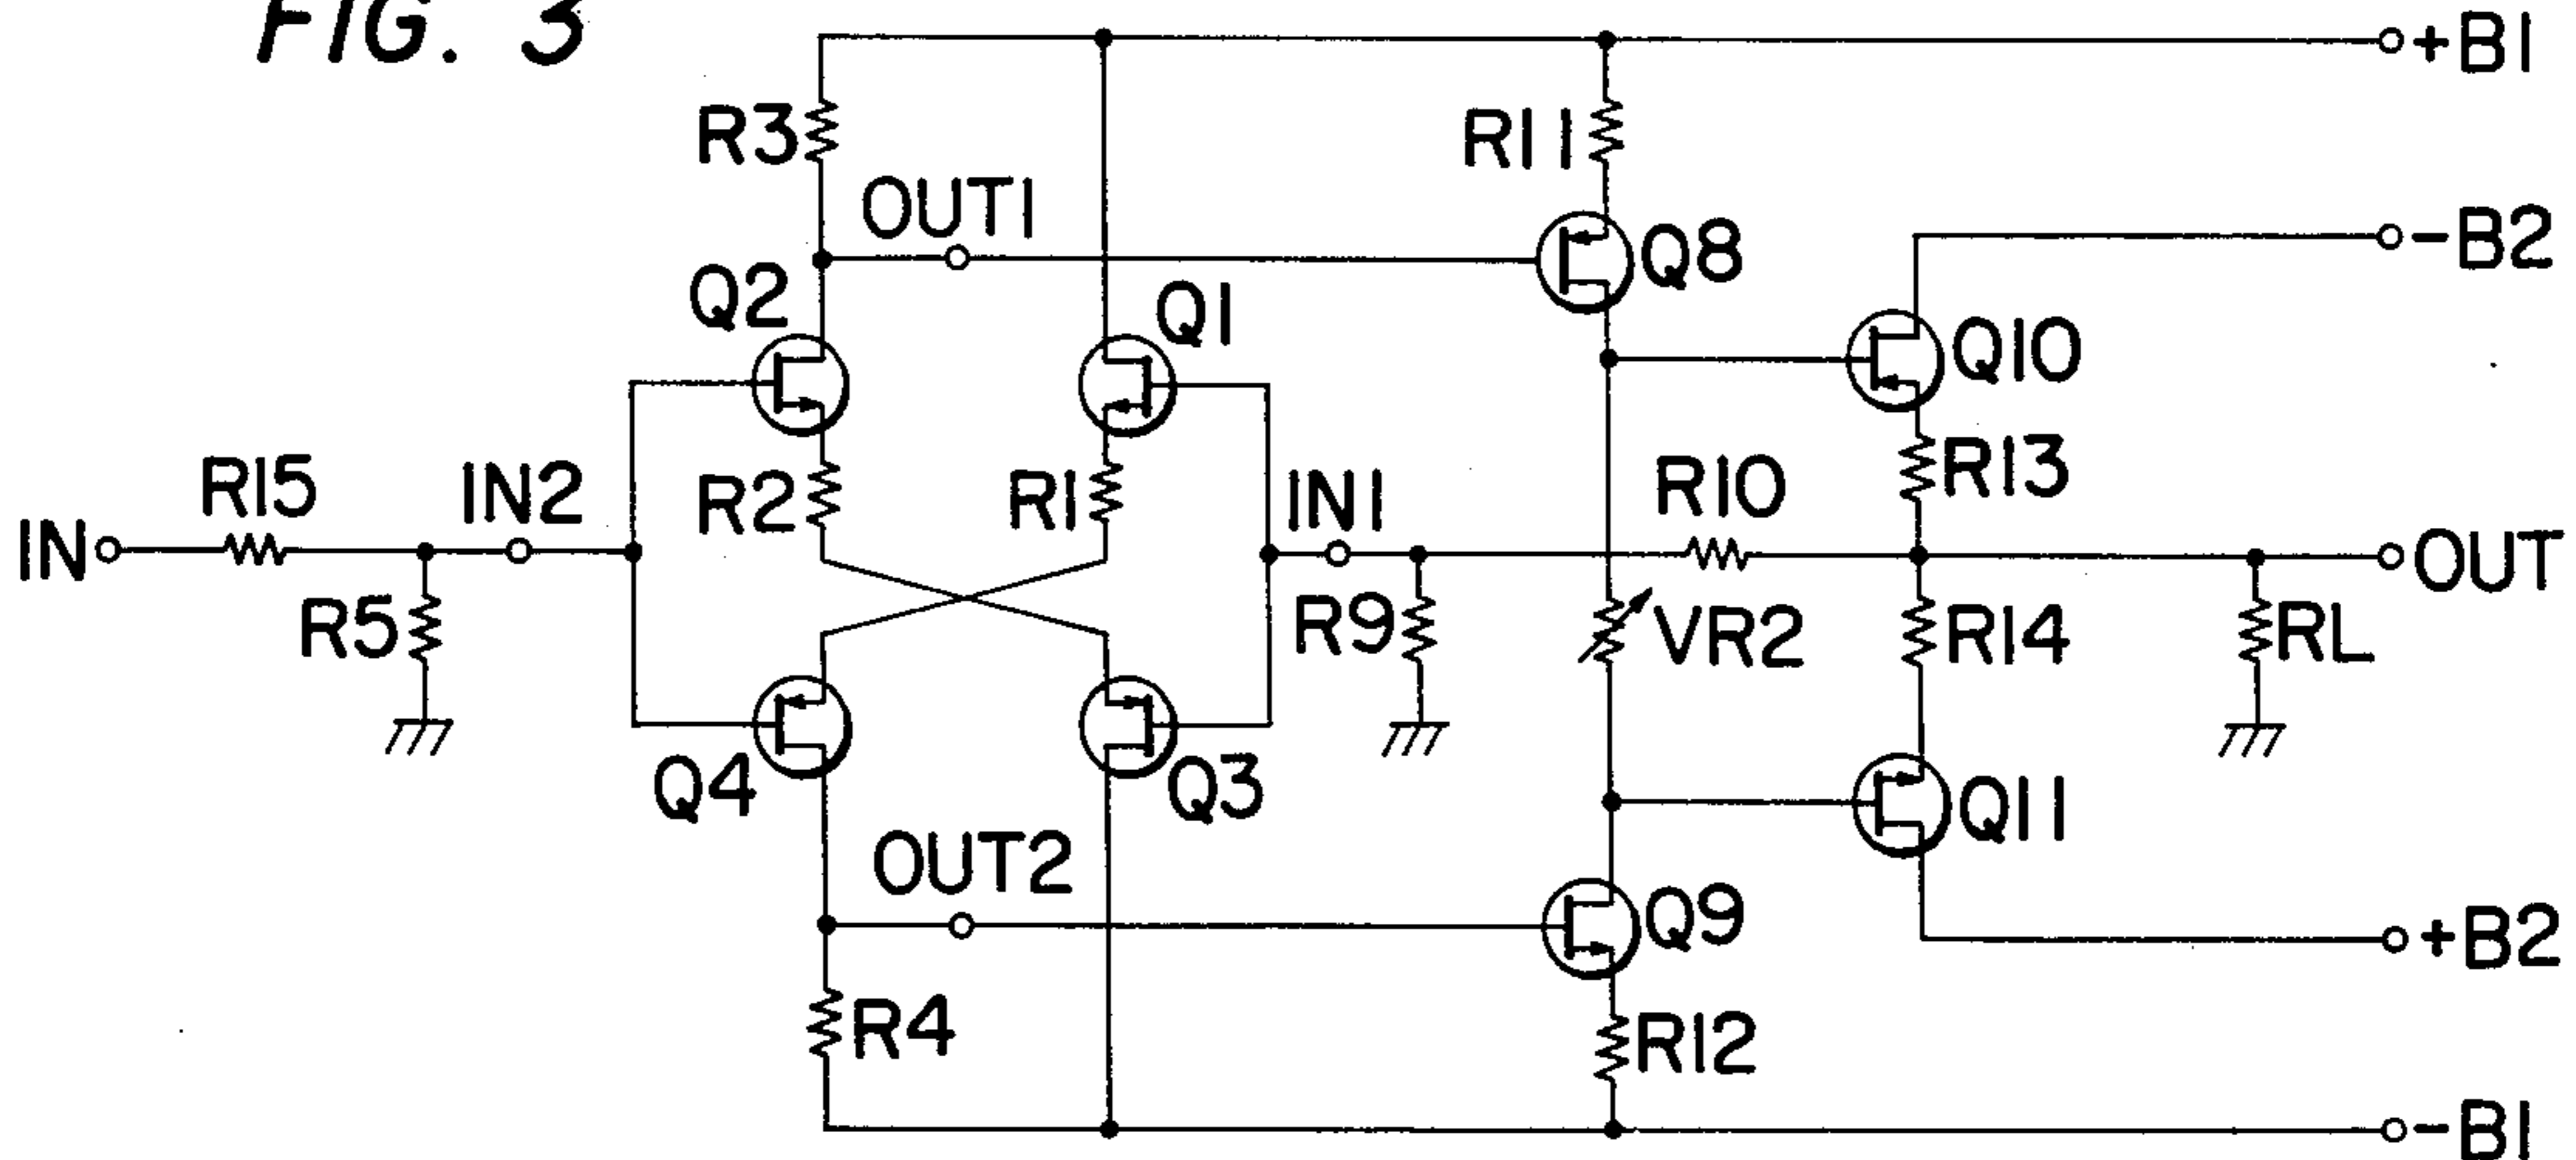 FIG. 3
+B1
R3
R11
OUT1
Q8
-B2
Q2
Q1
Q10
R15
IN2
R2
R1
IN1
R10
R13
IN
OUT
R5
R9
VR2
R14
RL
Q4
Q3
Q11
OUT2
Q9
+B2
R4
R12
-B1